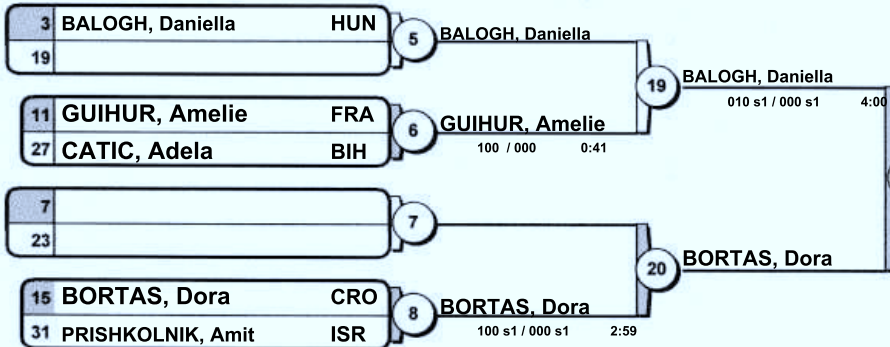 3 BALOGH, Daniella HUN
19
5 BALOGH, Daniella
11 GUIHUR, Amelie FRA
27 CATIC, Adela BIH
6 GUIHUR, Amelie
100 / 000 0:41
19 BALOGH, Daniella
010 s1 / 000 s1 4:00
7
23
7
15 BORTAS, Dora CRO
31 PRISHKOLNIK, Amit ISR
8 BORTAS, Dora
100 s1 / 000 s1 2:59
20 BORTAS, Dora